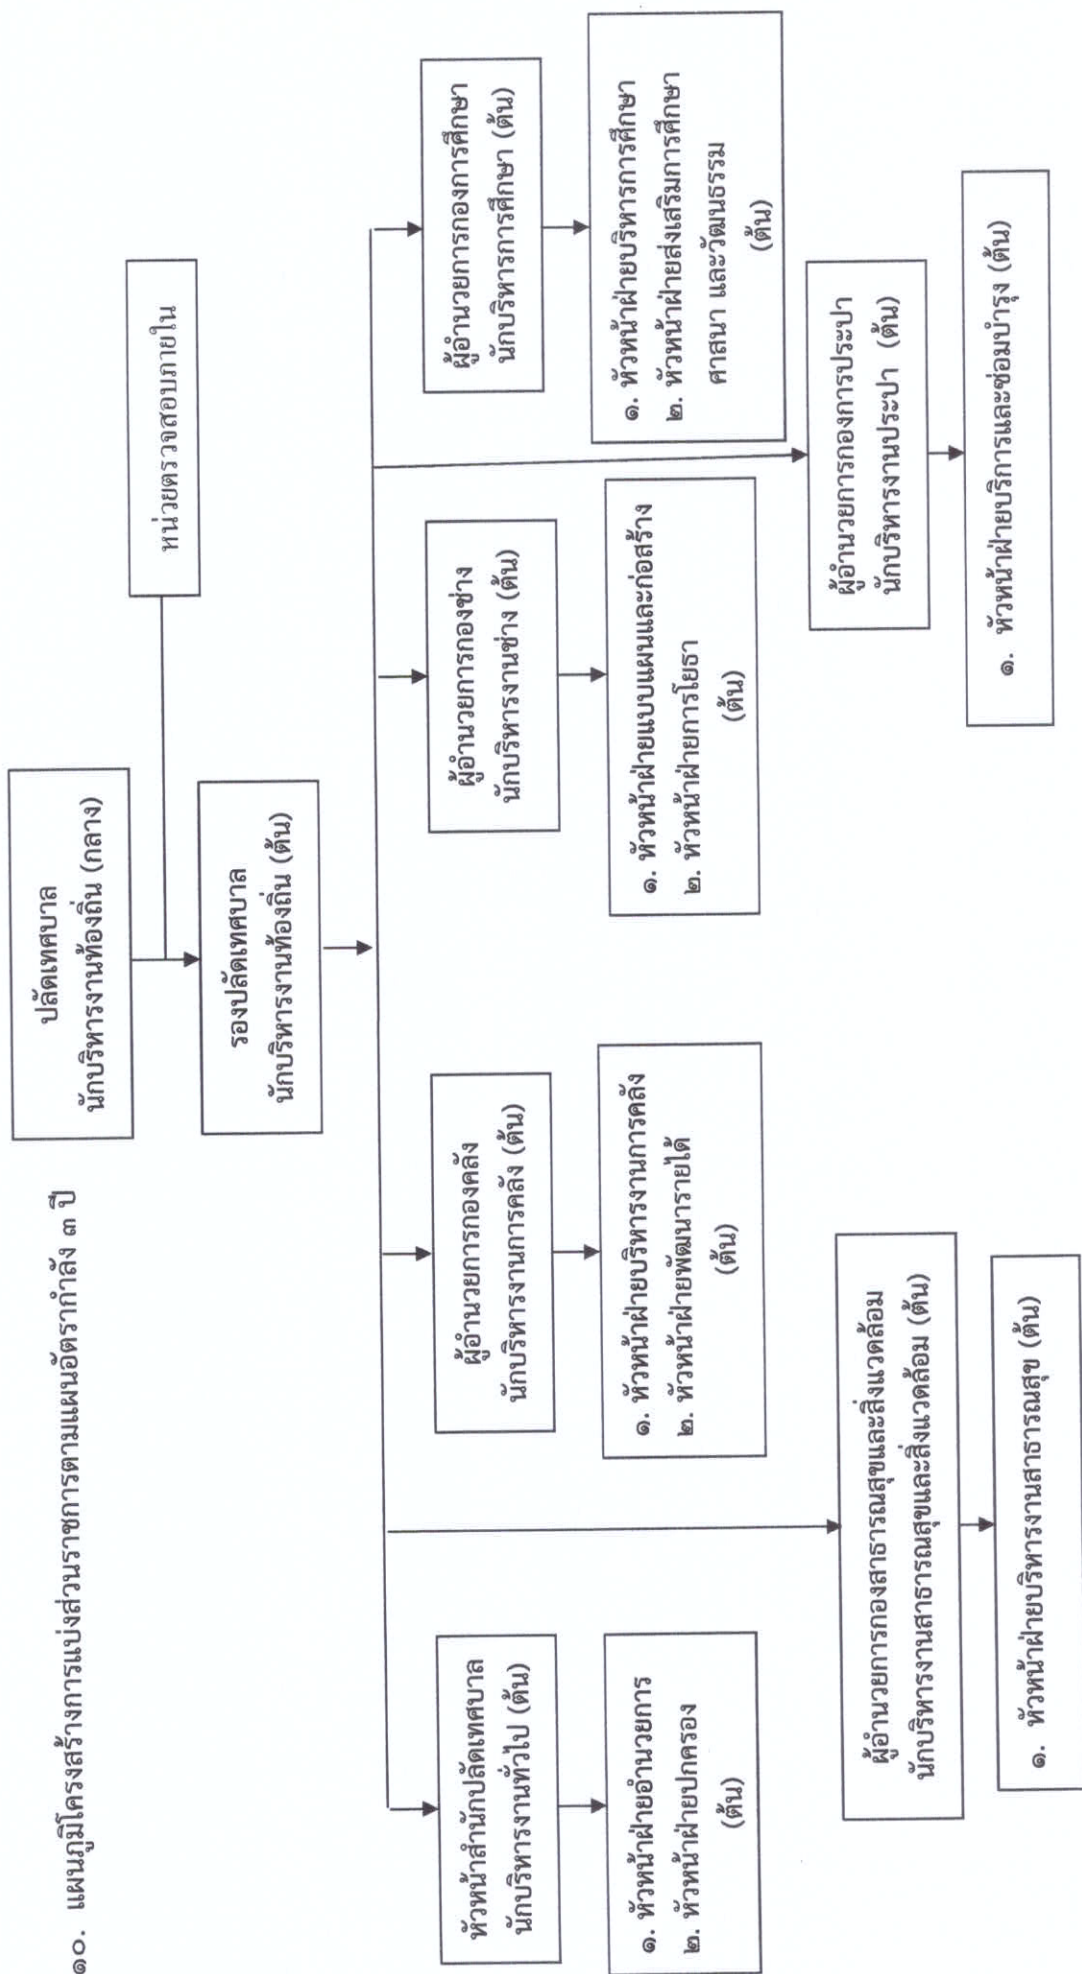 ๑๐. แผนภูมิโครงสร้างการแบ่งส่วนราชการตามแผนอัตรากำลัง ๓ ปี
ปลัดเทศบาล
นักบริหารงานท้องถิ่น (กลาง)
หน่วยตรวจสอบภายใน
รองปลัดเทศบาล
นักบริหารงานท้องถิ่น (ต้น)
หัวหน้าสำนักปลัดเทศบาล
นักบริหารงานทั่วไป (ต้น)
๑. หัวหน้าฝ่ายอำนวยการ
๒. หัวหน้าฝ่ายปกครอง
(ต้น)
ผู้อำนวยการกองสาธารณสุขและสิ่งแวดล้อม
นักบริหารงานสาธารณสุขและสิ่งแวดล้อม (ต้น)
๑. หัวหน้าฝ่ายบริหารงานสาธารณสุข (ต้น)
ผู้อำนวยการกองคลัง
นักบริหารงานการคลัง (ต้น)
๑. หัวหน้าฝ่ายบริหารงานการคลัง
๒. หัวหน้าฝ่ายพัฒนารายได้
(ต้น)
ผู้อำนวยการกองช่าง
นักบริหารงานช่าง (ต้น)
๑. หัวหน้าฝ่ายแบบแผนและก่อสร้าง
๒. หัวหน้าฝ่ายการโยธา
(ต้น)
ผู้อำนวยการกองการประปา
นักบริหารงานประปา (ต้น)
๑. หัวหน้าฝ่ายบริการและซ่อมบำรุง (ต้น)
ผู้อำนวยการกองการศึกษา
นักบริหารการศึกษา (ต้น)
๑. หัวหน้าฝ่ายบริหารการศึกษา
๒. หัวหน้าฝ่ายส่งเสริมการศึกษา
ศาสนา และวัฒนธรรม
(ต้น)